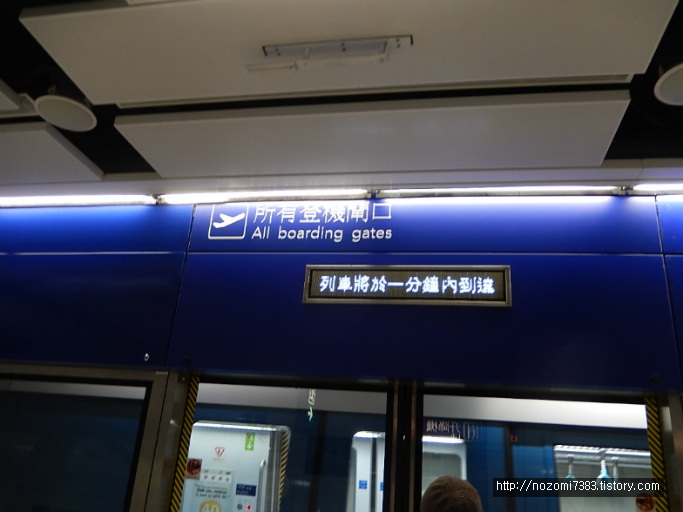 所有登機閘口
All boarding gates
列車將於一分鐘內到達
http://nozomi7383.tistory.com